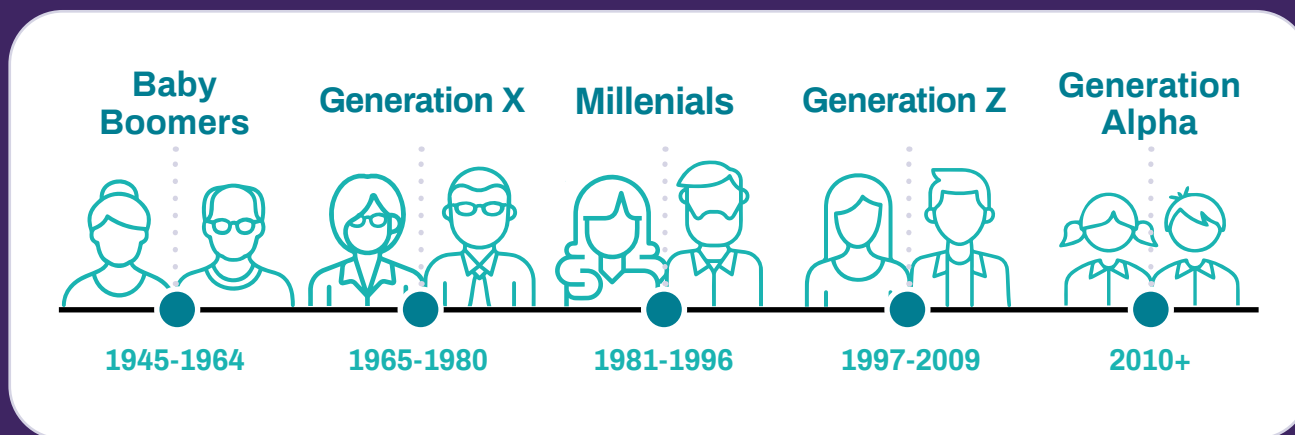 Baby
Boomers
Generation X
Millenials
Generation Z
Generation
Alpha
1945-1964
1965-1980
1981-1996
1997-2009
2010+